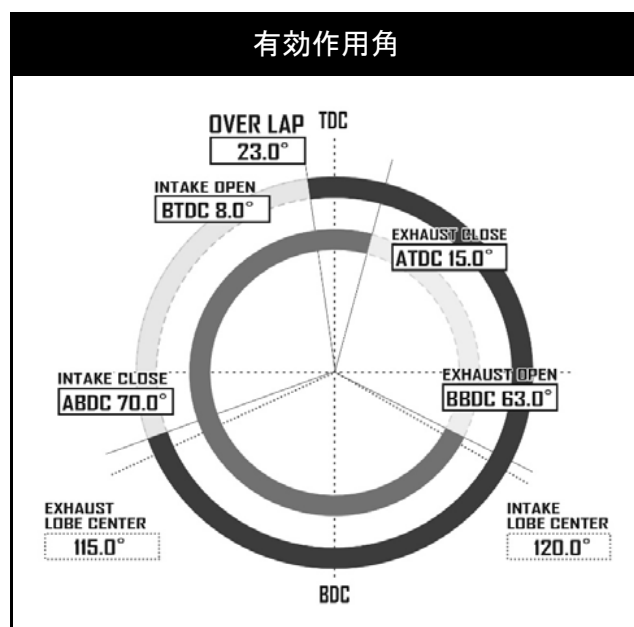 有効作用角
OVER LAP
23.0°
TDC
INTAKE OPEN
BTDC 8.0°
EXHAUST CLOSE
ATDC 15.0°
INTAKE CLOSE
ABDC 70.0°
EXHAUST OPEN
BBDC 63.0°
EXHAUST
LOBE CENTER
115.0°
INTAKE
LOBE CENTER
120.0°
BDC